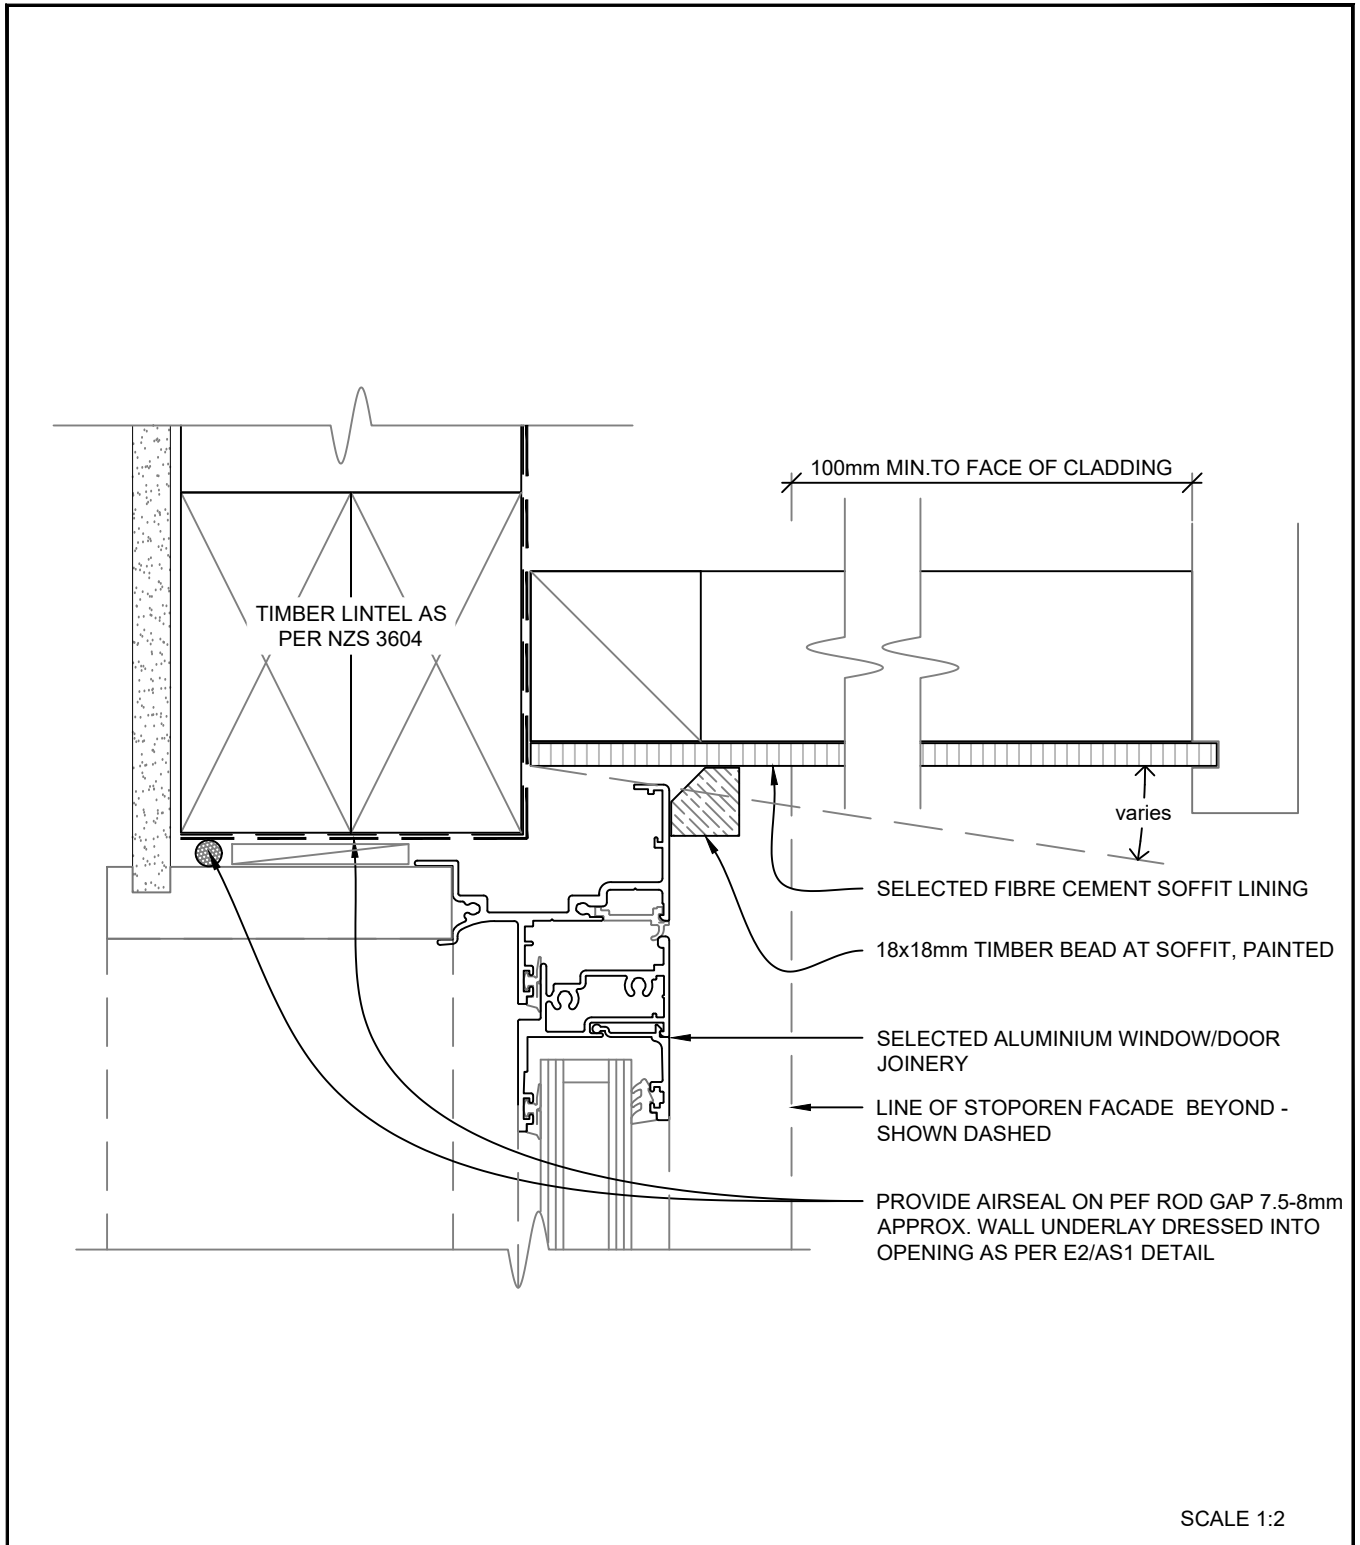 100mm MIN.TO FACE OF CLADDING
TIMBER LINTEL AS
PER NZS 3604
varies
SELECTED FIBRE CEMENT SOFFIT LINING
18x18mm TIMBER BEAD AT SOFFIT, PAINTED
SELECTED ALUMINIUM WINDOW/DOOR
JOINERY
LINE OF STOPOREN FACADE BEYOND -
SHOWN DASHED
PROVIDE AIRSEAL ON PEF ROD GAP 7.5-8mm
APPROX. WALL UNDERLAY DRESSED INTO
OPENING AS PER E2/AS1 DETAIL
SCALE 1:2